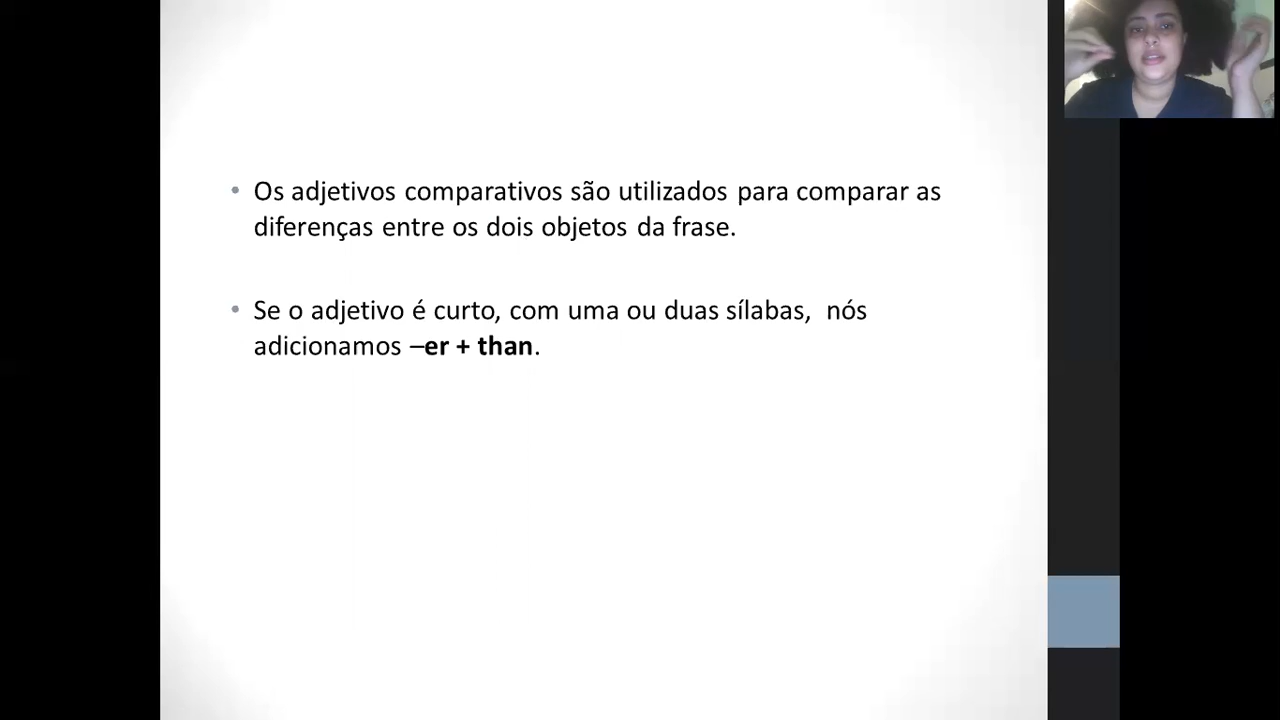 • Os adjetivos comparativos são utilizados para comparar as
diferenças entre os dois objetos da frase.
• Se o adjetivo é curto, com uma ou duas sílabas, nós
adicionamos –er + than.